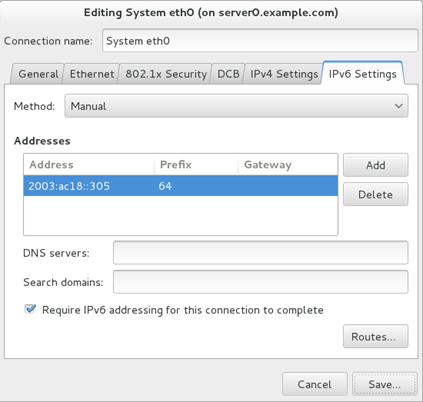 Editing System eth0 (on server0.example.com)
Connection name: System eth0
General Ethernet 802.1x Security DCB IPv4 Settings IPv6 Settings
Method: Manual
Addresses
Address Prefix Gateway
2003:ac18::305 64
Add
Delete
DNS servers:
Search domains:
Require IPv6 addressing for this connection to complete
Routes...
Cancel Save...